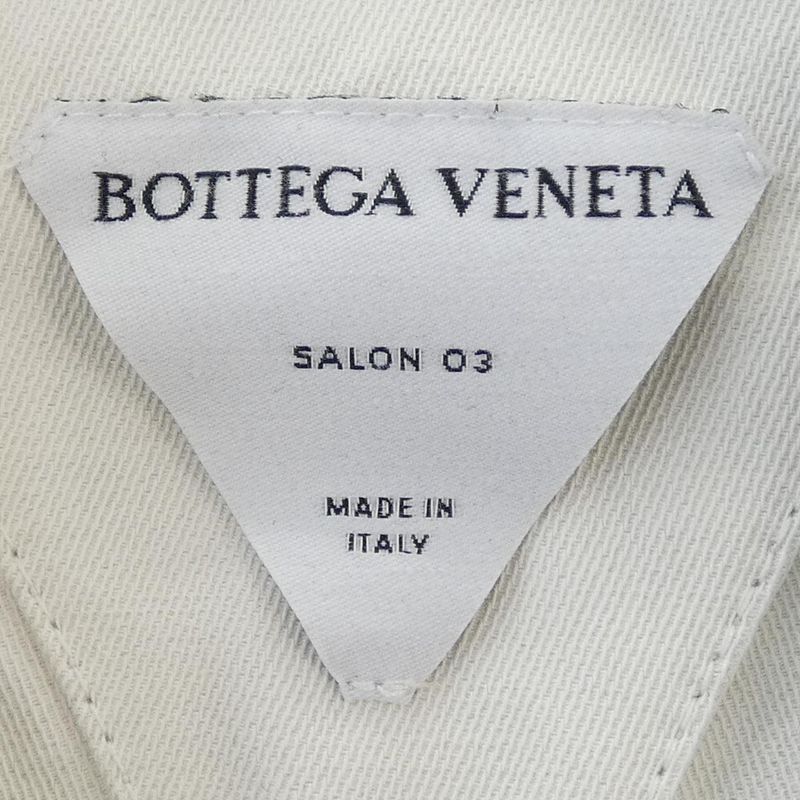 BOTTEGA VENETA
SALON 03
MADE IN
ITALY